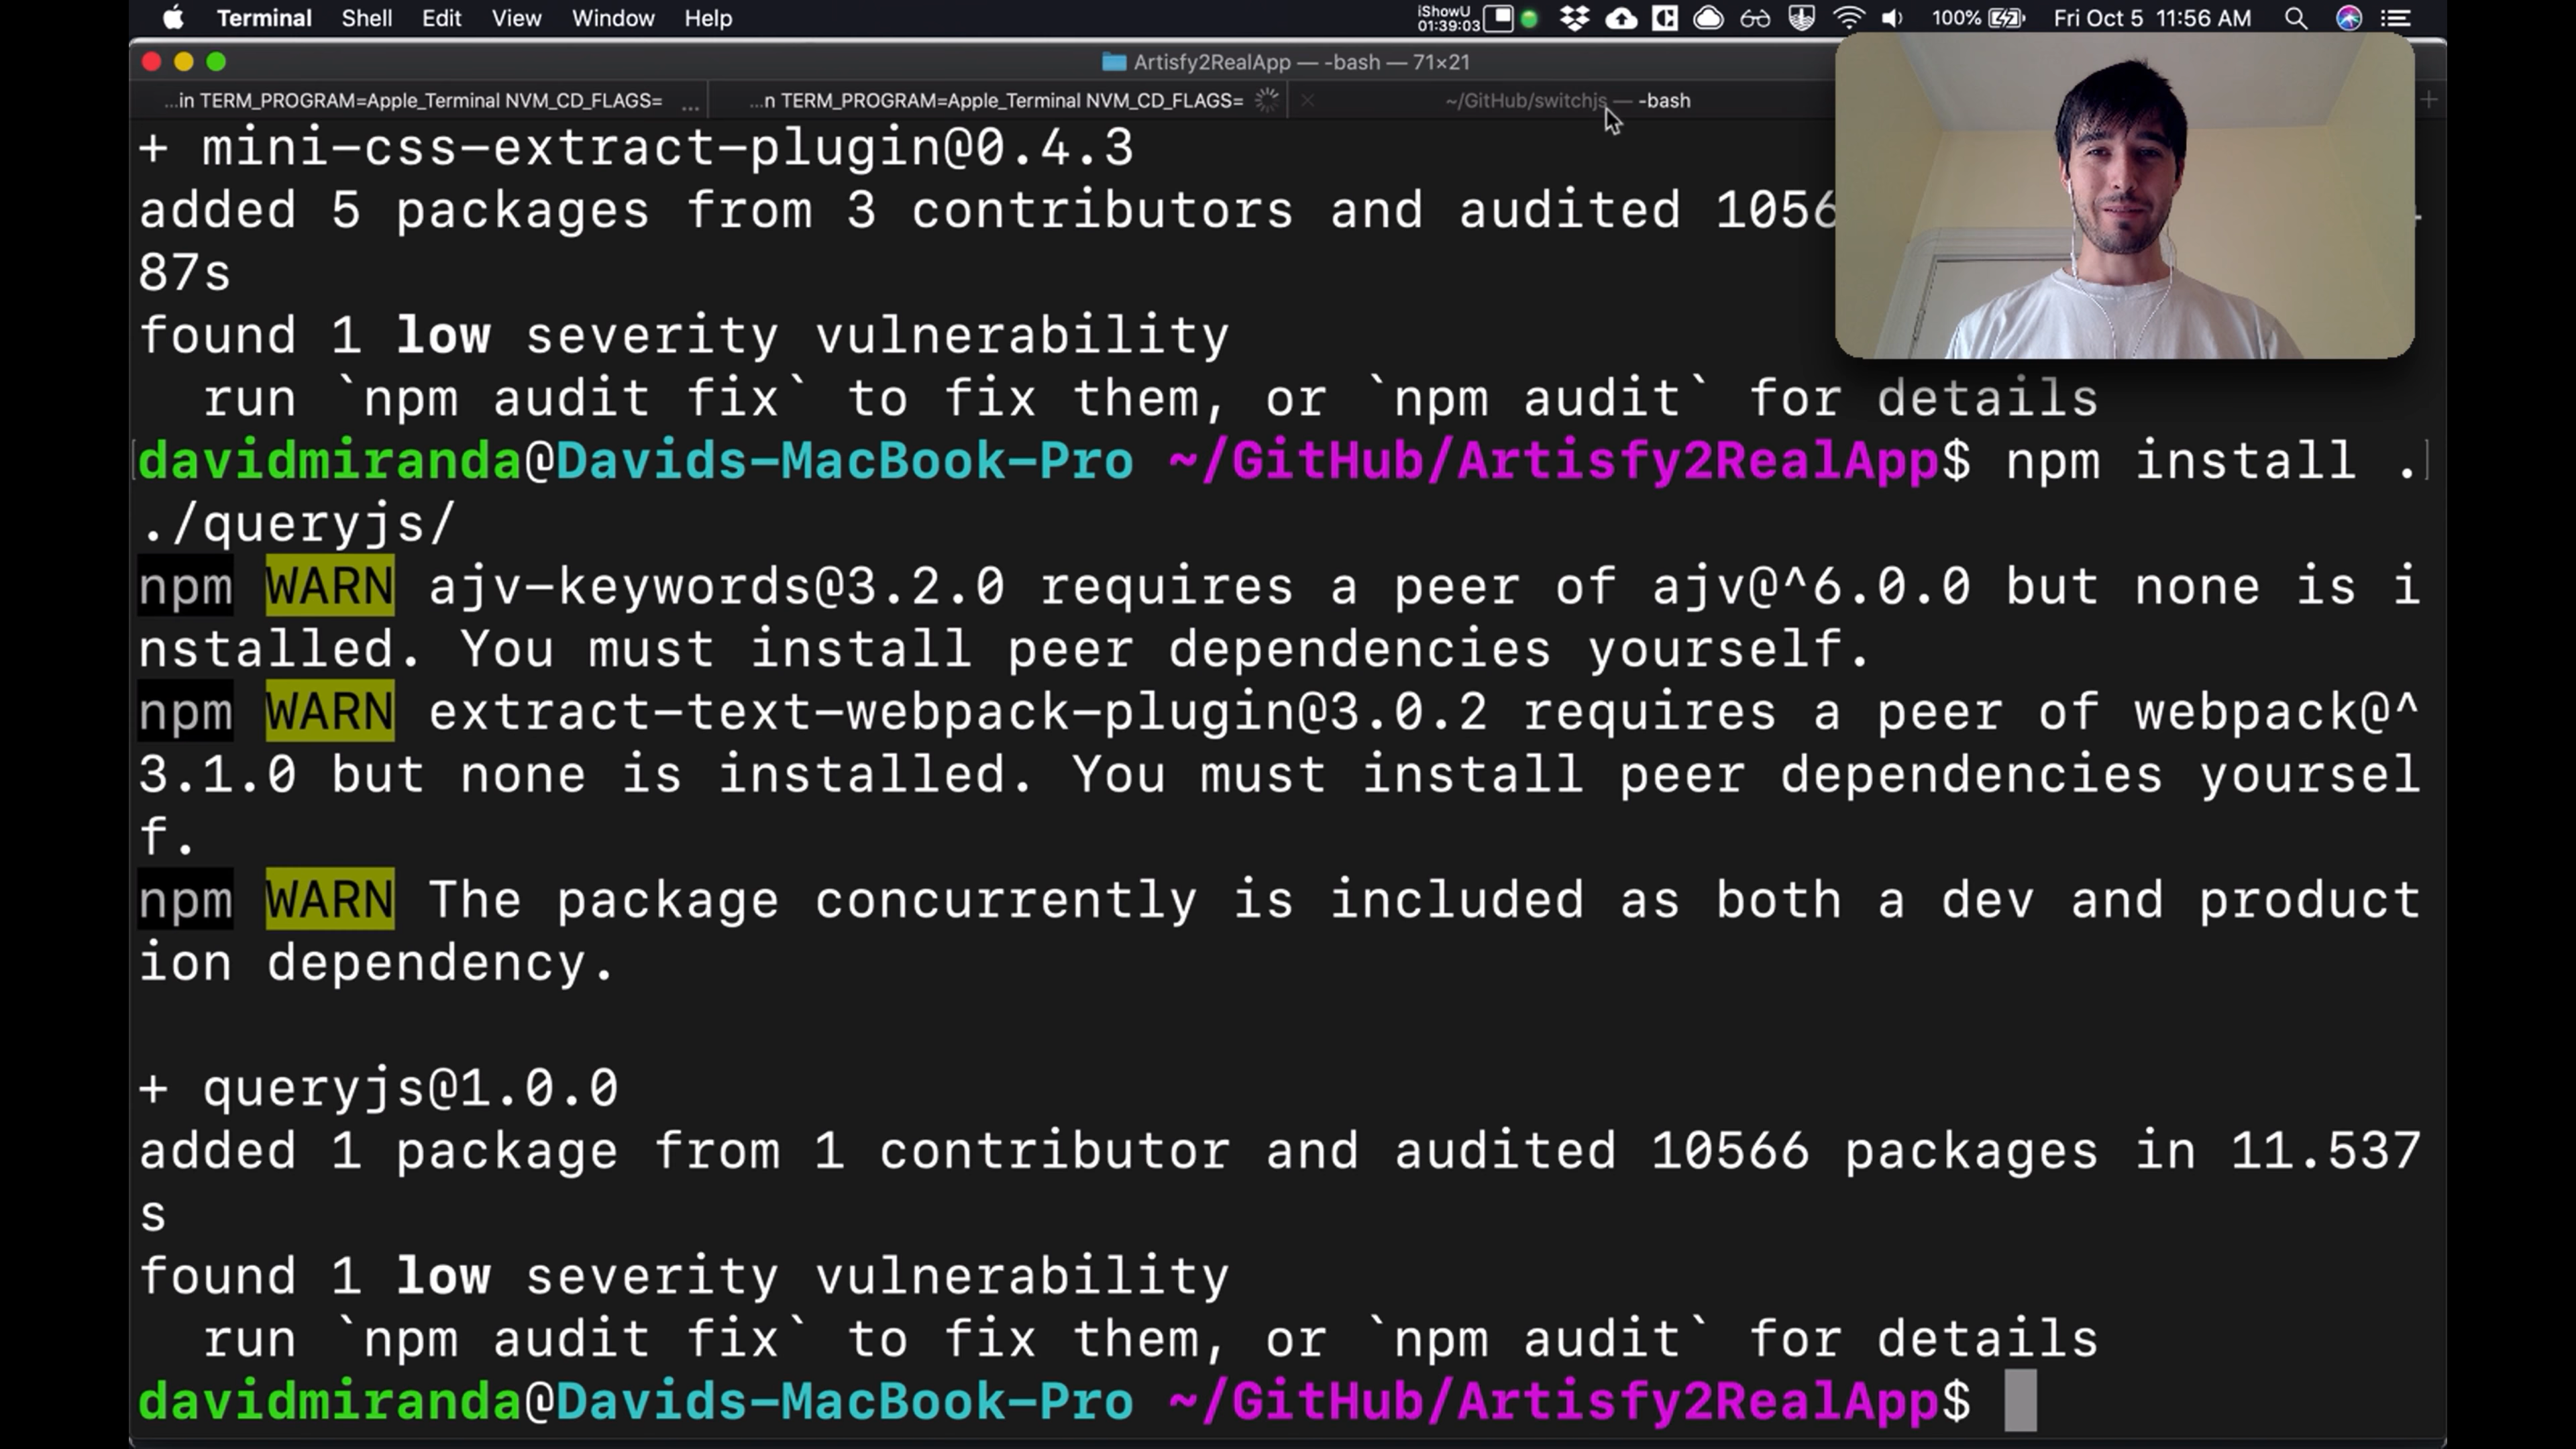 Terminal Shell Edit View Window Help iShowU 01:39:03 100% Fri Oct 5 11:56 AM
Artisfy2RealApp — -bash — 71×21
...in TERM_PROGRAM=Apple_Terminal NVM_CD_FLAGS= ... ...n TERM_PROGRAM=Apple_Terminal NVM_CD_FLAGS= ~/GitHub/switchjs — -bash
+ mini-css-extract-plugin@0.4.3
added 5 packages from 3 contributors and audited 1056
87s
found 1 low severity vulnerability
run `npm audit fix` to fix them, or `npm audit` for details
davidmiranda@Davids-MacBook-Pro ~/GitHub/Artisfy2RealApp$ npm install .
./queryjs/
npm WARN ajv-keywords@3.2.0 requires a peer of ajv@^6.0.0 but none is i
nstalled. You must install peer dependencies yourself.
npm WARN extract-text-webpack-plugin@3.0.2 requires a peer of webpack@^
3.1.0 but none is installed. You must install peer dependencies yoursel
f.
npm WARN The package concurrently is included as both a dev and product
ion dependency.
+ queryjs@1.0.0
added 1 package from 1 contributor and audited 10566 packages in 11.537
s
found 1 low severity vulnerability
run `npm audit fix` to fix them, or `npm audit` for details
davidmiranda@Davids-MacBook-Pro ~/GitHub/Artisfy2RealApp$